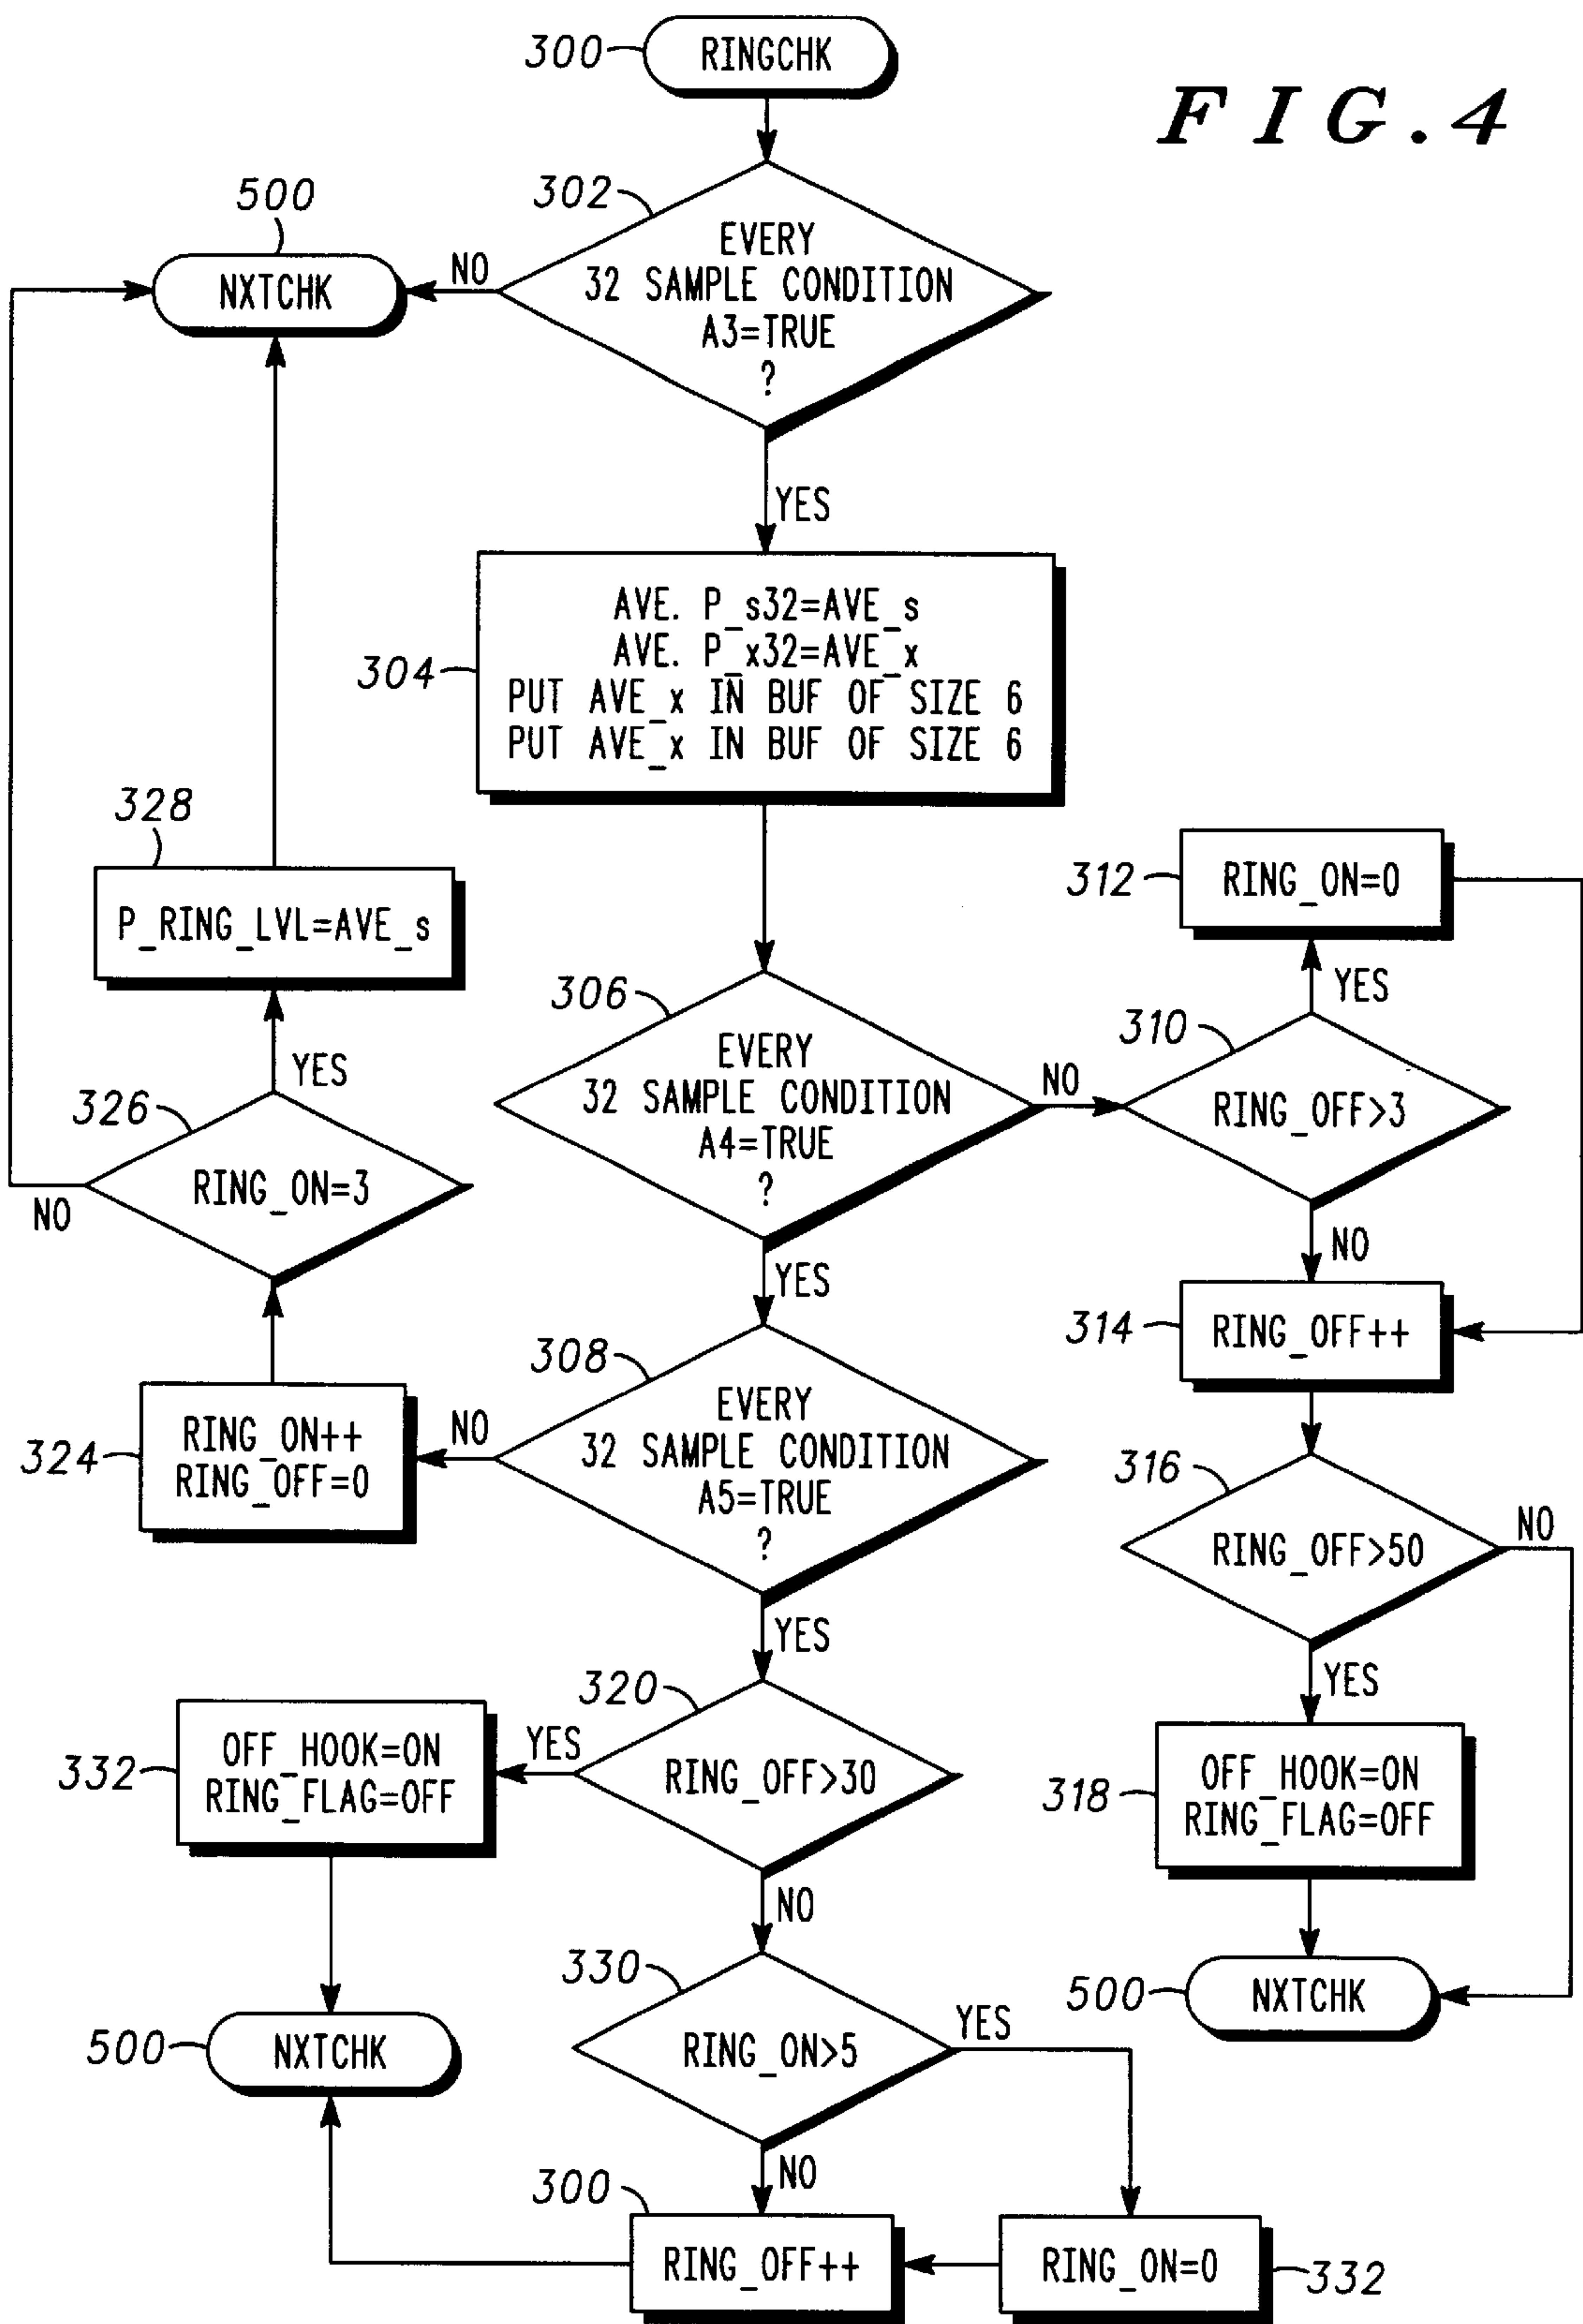 300
RINGCHK
F I G . 4
302
EVERY
32 SAMPLE CONDITION
A3=TRUE
?
500
NXTCHK
NO
YES
304
AVE. P_s32=AVE_s
AVE. P_x32=AVE_x
PUT AVE_x IN BUF OF SIZE 6
PUT AVE_x IN BUF OF SIZE 6
328
P_RING_LVL=AVE_s
312
RING_ON=0
YES
306
EVERY
32 SAMPLE CONDITION
A4=TRUE
?
NO
310
RING_OFF>3
326
YES
RING_ON=3
NO
NO
YES
314
RING_OFF++
308
EVERY
32 SAMPLE CONDITION
A5=TRUE
?
NO
324
RING_ON++
RING_OFF=0
316
RING_OFF>50
NO
YES
YES
320
RING_OFF>30
YES
332
OFF_HOOK=ON
RING_FLAG=OFF
318
OFF_HOOK=ON
RING_FLAG=OFF
NO
330
RING_ON>5
YES
500
NXTCHK
500
NXTCHK
NO
300
RING_OFF++
RING_ON=0
332